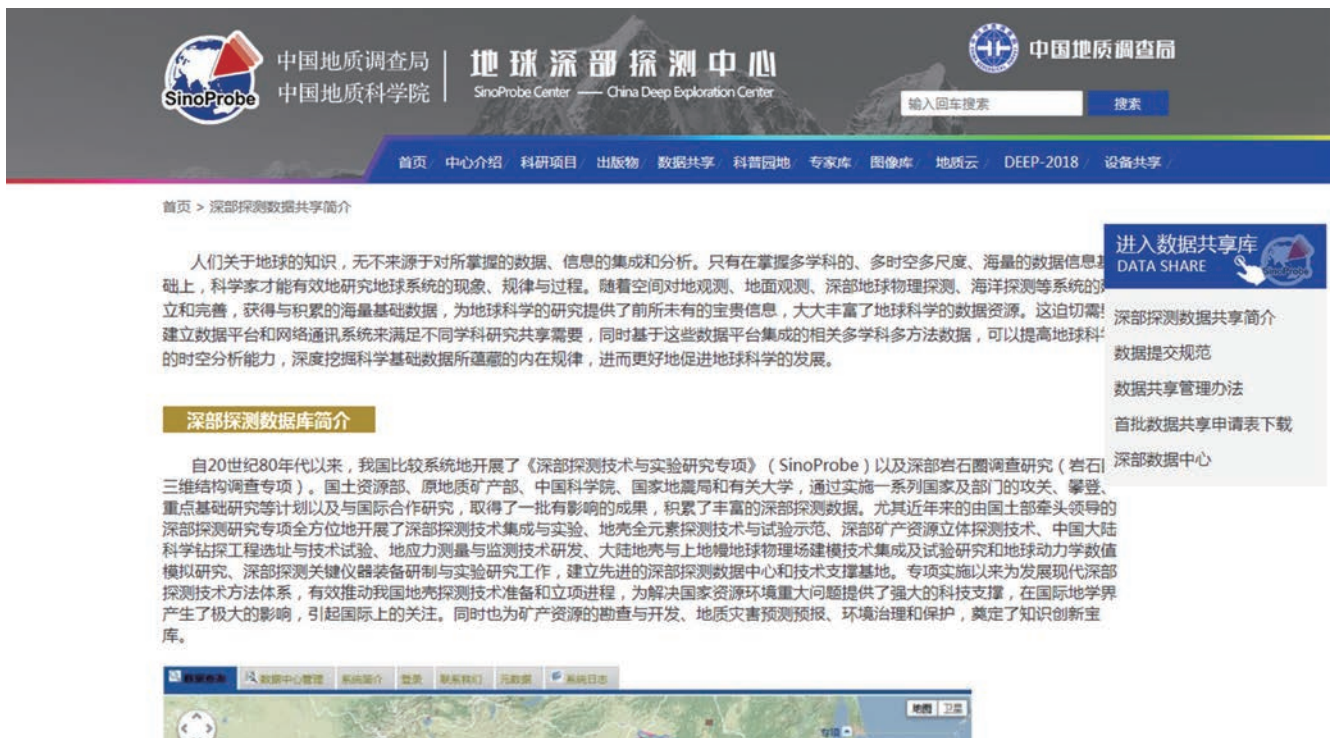 SinoProbe
中国地质调查局
中国地质科学院
地球深部探测中心
SinoProbe Center —— China Deep Exploration Center
中国地质调查局
输入回车搜索
搜索
首页 / 中心介绍 / 科研项目 / 出版物 / 数据共享 / 科普园地 / 专家库 / 图像库 / 地质云 / DEEP-2018 / 设备共享 /
首页 > 深部探测数据共享简介
人们关于地球的知识，无不来源于对所掌握的数据、信息的集成和分析。只有在掌握多学科的、多时空多尺度、海量的数据信息
础上，科学家才能有效地研究地球系统的现象、规律与过程。随着空间对地观测、地面观测、深部地球物理探测、海洋探测等系统的
立和完善，获得与积累的海量基础数据，为地球科学的研究提供了前所未有的宝贵信息，大大丰富了地球科学的数据资源。这迫切需
建立数据平台和网络通讯系统来满足不同学科研究共享需要，同时基于这些数据平台集成的相关多学科多方法数据，可以提高地球科
的时空分析能力，深度挖掘科学基础数据所蕴藏的内在规律，进而更好地促进地球科学的发展。
进入数据共享库
DATA SHARE
SinoProbe
深部探测数据共享简介
数据提交规范
数据共享管理办法
首批数据共享申请表下载
深部数据中心
深部探测数据库简介
自20世纪80年代以来，我国比较系统地开展了《深部探测技术与实验研究专项》（SinoProbe）以及深部岩石圈调查研究（岩石
三维结构调查专项）。国土资源部、原地质矿产部、中国科学院、国家地震局和有关大学，通过实施一系列国家及部门的攻关、攀登、
重点基础研究等计划以及与国际合作研究，取得了一批有影响的成果，积累了丰富的深部探测数据。尤其近年来的由国土部牵头领导的
深部探测研究专项全方位地开展了深部探测技术集成与实验、地壳全元素探测技术与试验示范、深部矿产资源立体探测技术、中国大陆
科学钻探工程选址与技术试验、地应力测量与监测技术研发、大陆地壳与上地幔地球物理场建模技术集成及试验研究和地球动力学数值
模拟研究、深部探测关键仪器装备研制与实验研究工作，建立先进的深部探测数据中心和技术支撑基地。专项实施以来为发展现代深部
探测技术方法体系，有效推动我国地壳探测技术准备和立项进程，为解决国家资源环境重大问题提供了强大的科技支撑，在国际地学界
产生了极大的影响，引起国际上的关注。同时也为矿产资源的勘查与开发、地质灾害预测预报、环境治理和保护，奠定了知识创新宝
库。
数据查询 数据中心管理 系统简介 登录 联系我们 元数据 系统日志
地图 卫星